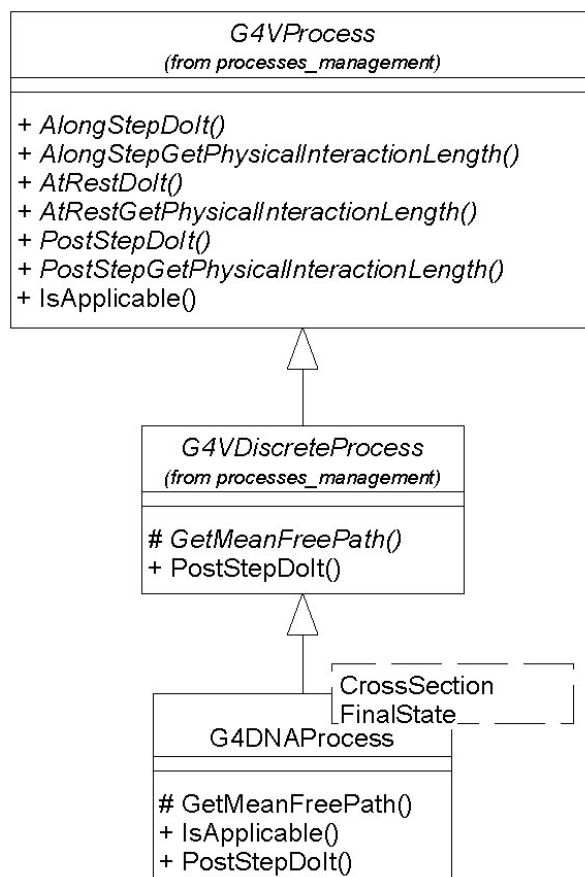 G4VProcess
(from processes_management)
+ AlongStepDoIt()
+ AlongStepGetPhysicalInteractionLength()
+ AtRestDoIt()
+ AtRestGetPhysicalInteractionLength()
+ PostStepDoIt()
+ PostStepGetPhysicalInteractionLength()
+ IsApplicable()
G4VDiscreteProcess
(from processes_management)
# GetMeanFreePath()
+ PostStepDoIt()
CrossSection
FinalState
G4DNAProcess
# GetMeanFreePath()
+ IsApplicable()
+ PostStepDoIt()